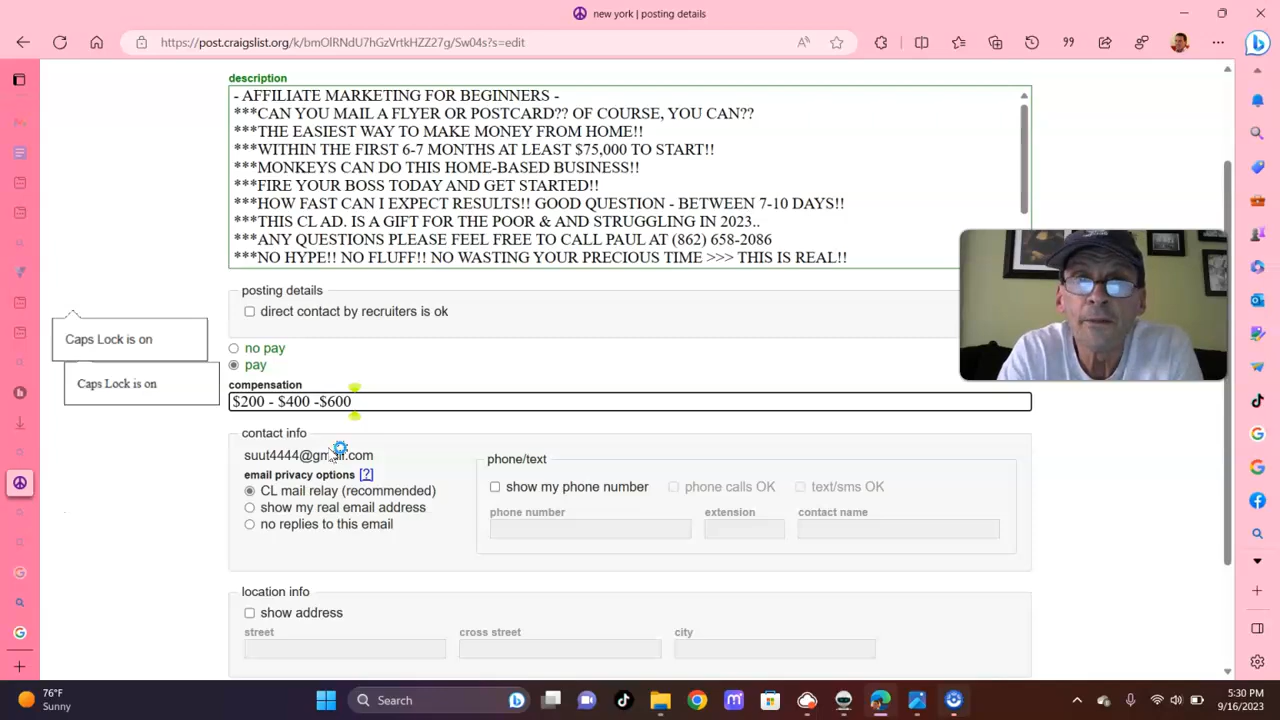 new york | posting details
https://post.craigslist.org/k/bmOlRNdU7hGzVrtkHZZ27g/Sw04s?s=edit
description
- AFFILIATE MARKETING FOR BEGINNERS -
***CAN YOU MAIL A FLYER OR POSTCARD?? OF COURSE, YOU CAN??
***THE EASIEST WAY TO MAKE MONEY FROM HOME!!
***WITHIN THE FIRST 6-7 MONTHS AT LEAST $75,000 TO START!!
***MONKEYS CAN DO THIS HOME-BASED BUSINESS!!
***FIRE YOUR BOSS TODAY AND GET STARTED!!
***HOW FAST CAN I EXPECT RESULTS!! GOOD QUESTION - BETWEEN 7-10 DAYS!!
***THIS CL AD. IS A GIFT FOR THE POOR & AND STRUGGLING IN 2023..
***ANY QUESTIONS PLEASE FEEL FREE TO CALL PAUL AT (862) 658-2086
***NO HYPE!! NO FLUFF!! NO WASTING YOUR PRECIOUS TIME >>> THIS IS REAL!!
posting details
direct contact by recruiters is ok
Caps Lock is on
no pay
pay
Caps Lock is on
compensation
$200 - $400 -$600
contact info
suut4444@gmail.com
email privacy options [?]
CL mail relay (recommended)
show my real email address
no replies to this email
phone/text
show my phone number phone calls OK text/sms OK
phone number extension contact name
location info
show address
street cross street city
76°F
Sunny
Search
5:30 PM
9/16/2023